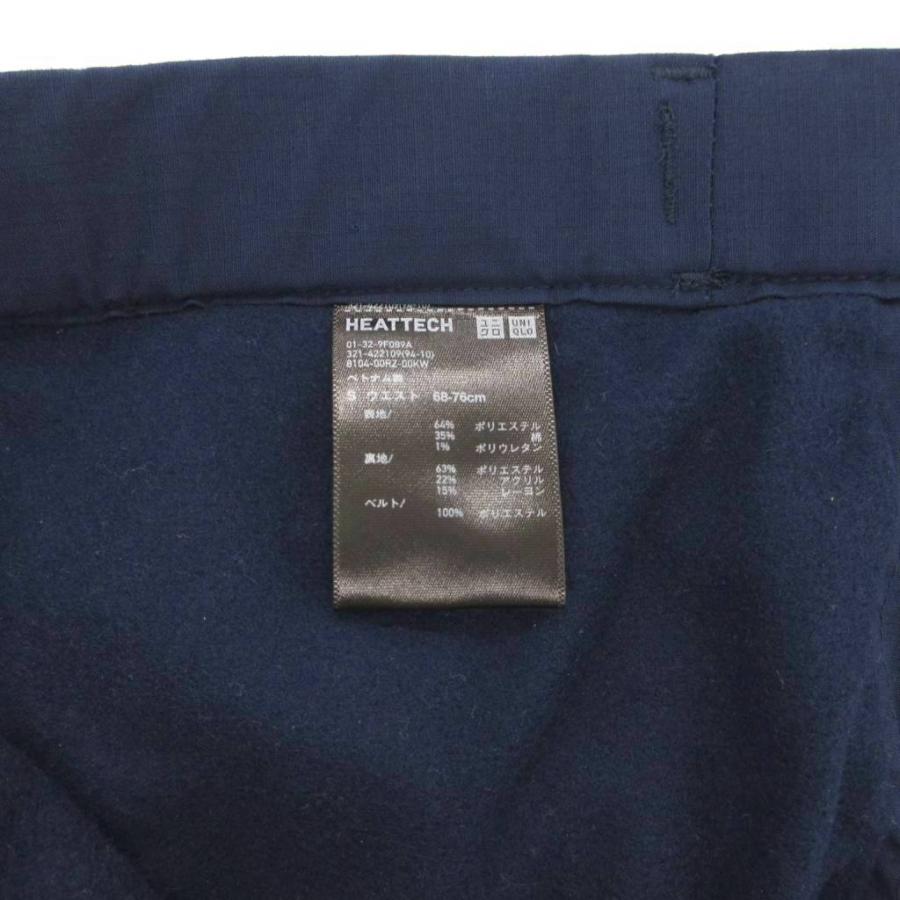 HEATTECH ユニクロ UNIQLO
01-32-9F089A
321-422109(94-10)
8104-00RZ-00KW
ベトナム製
S ウエスト 68-76cm
表地/
64% ポリエステル
35% 綿
1% ポリウレタン
裏地/
63% ポリエステル
22% アクリル
15% レーヨン
ベルト/
100% ポリエステル